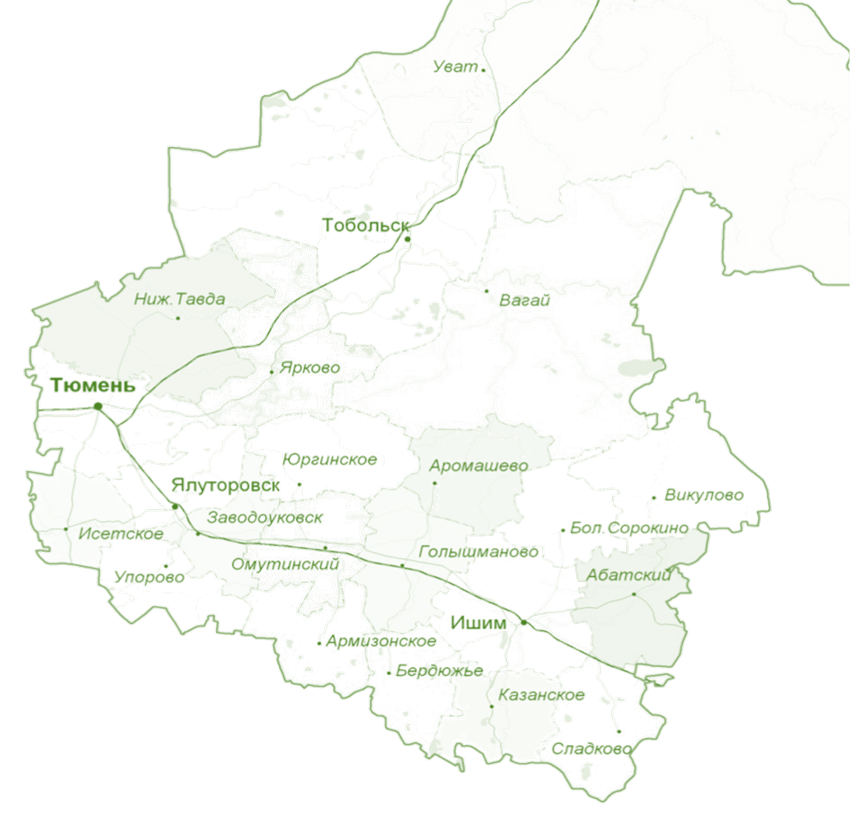 Уват
Тобольск
Ниж.Тавда
Вагай
Ярково
Тюмень
Юргинское
Аромашево
Ялуторовск
Викулово
Заводоуковск
Бол.Сорокино
Исетское
Голышманово
Омутинский
Упорово
Абатский
Ишим
Армизонское
Бердюжье
Казанское
Сладково